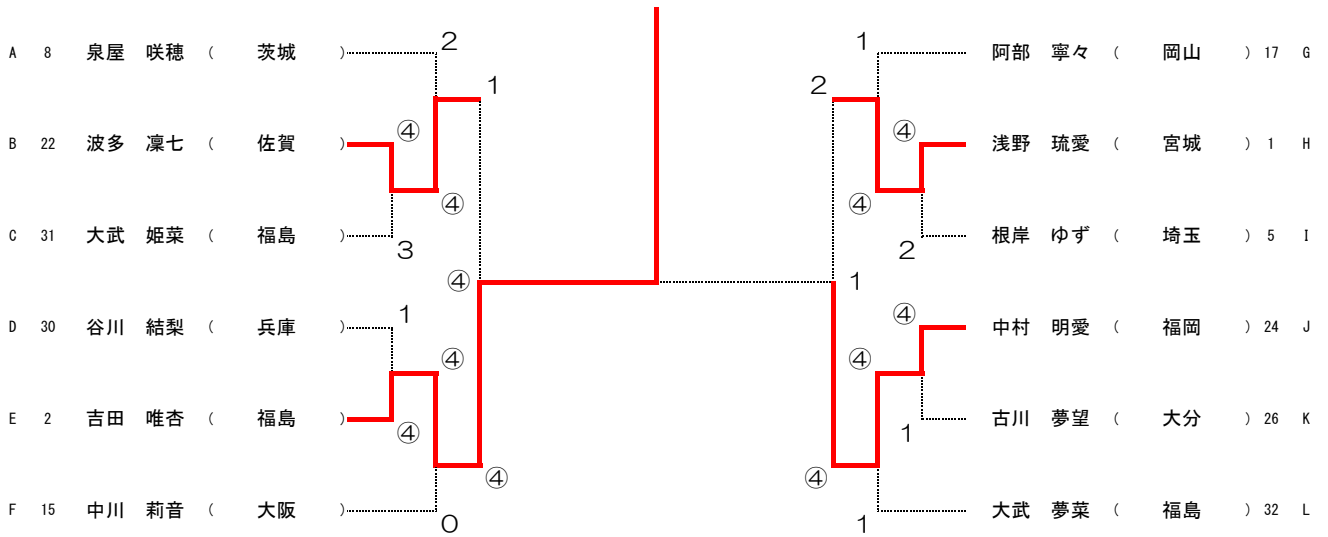 2 1
A 8 泉屋 咲穂 ( 茨城 ) 阿部 寧々 ( 岡山 ) 17 G
1 2
④ ④
B 22 波多 凜七 ( 佐賀 ) 浅野 琉愛 ( 宮城 ) 1 H
④ ④
C 31 大武 姫菜 ( 福島 ) 根岸 ゆず ( 埼玉 ) 5 I
3 2
④ 1
1 ④
D 30 谷川 結梨 ( 兵庫 ) 中村 明愛 ( 福岡 ) 24 J
④ ④
E 2 吉田 唯杏 ( 福島 ) 古川 夢望 ( 大分 ) 26 K
④ 1
④ ④
F 15 中川 莉音 ( 大阪 ) 大武 夢菜 ( 福島 ) 32 L
0 1